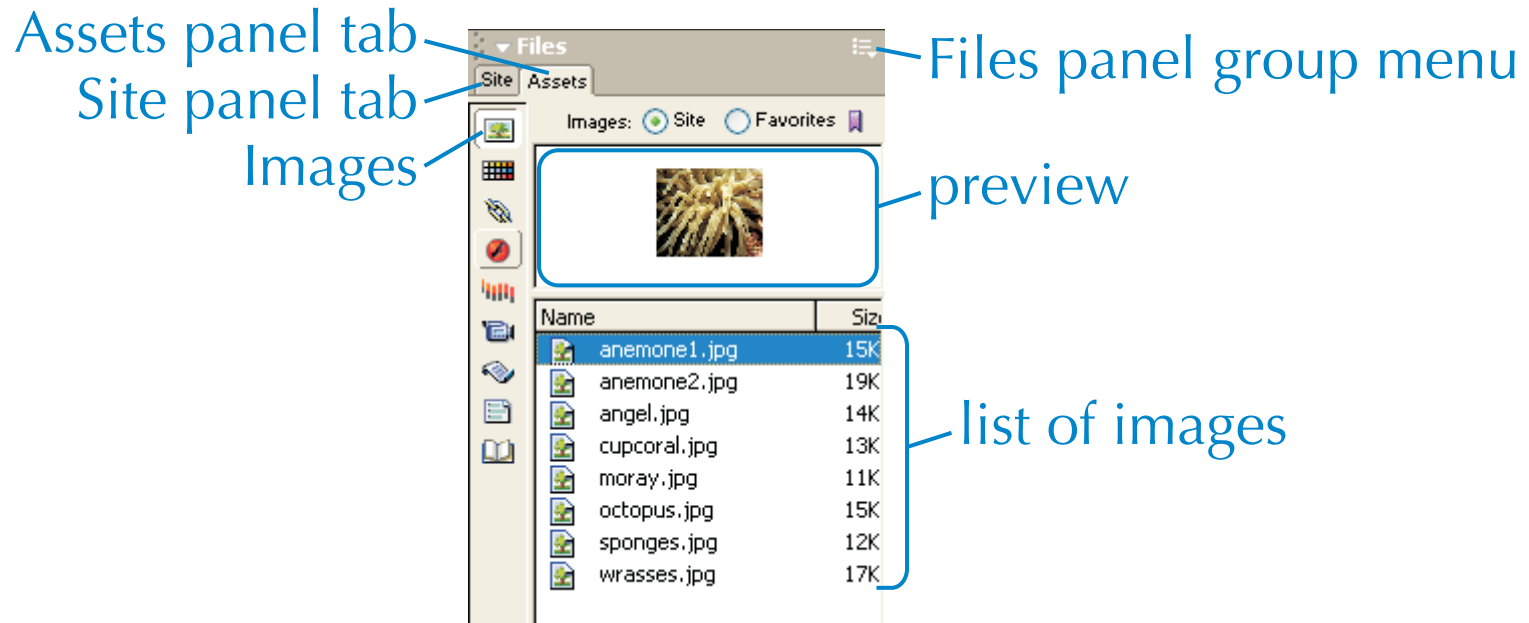 Assets panel tab
Site panel tab
Images
Files
Files panel group menu
Site Assets
Images: Site Favorites
preview
Name Size
anemone1.jpg 15K
anemone2.jpg 19K
angel.jpg 14K
cupcoral.jpg 13K
moray.jpg 11K
octopus.jpg 15K
sponges.jpg 12K
wrasses.jpg 17K
list of images